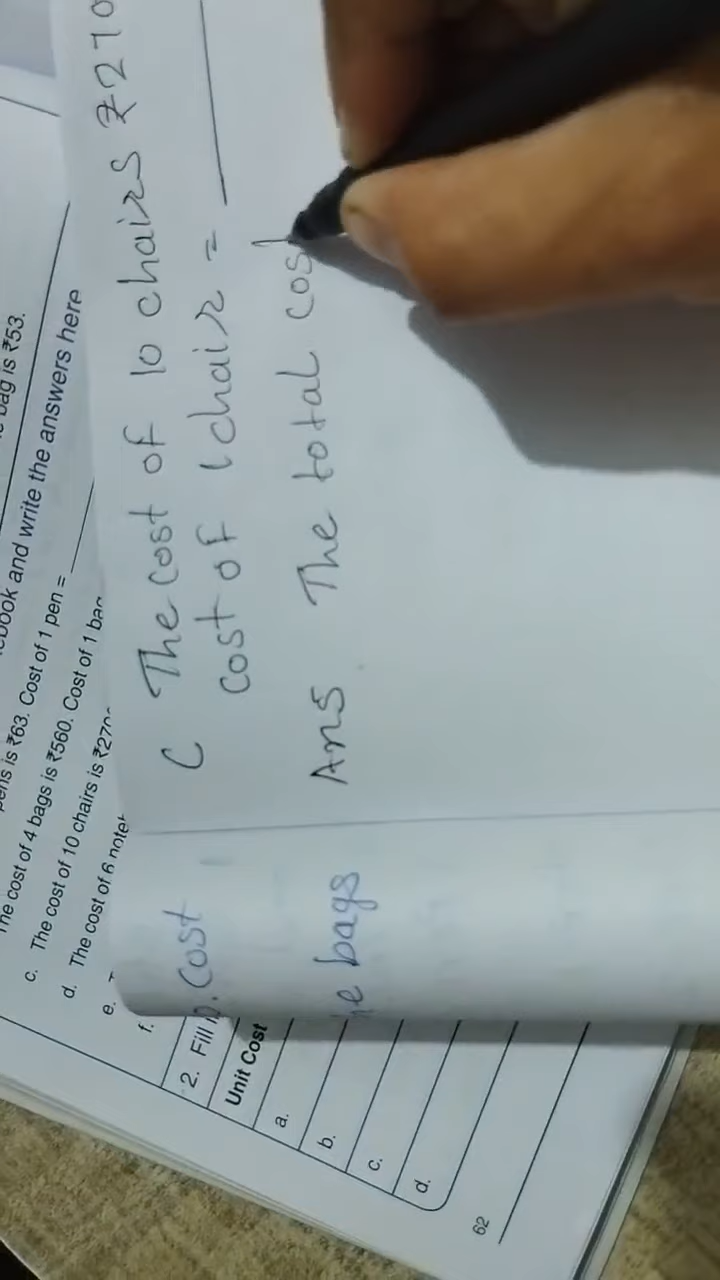 bag is ₹53.
book and write the answers here
pens is ₹63. Cost of 1 pen =
The cost of 4 bags is ₹560. Cost of 1 bag
c. The cost of 10 chairs is ₹270
d. The cost of 6
e.
f.
2. Fill
Unit Cost
a.
b.
c.
d.
62
Cost
bags
C The cost of 10 chairs ₹270
cost of 1 chair =
Ans The total cost